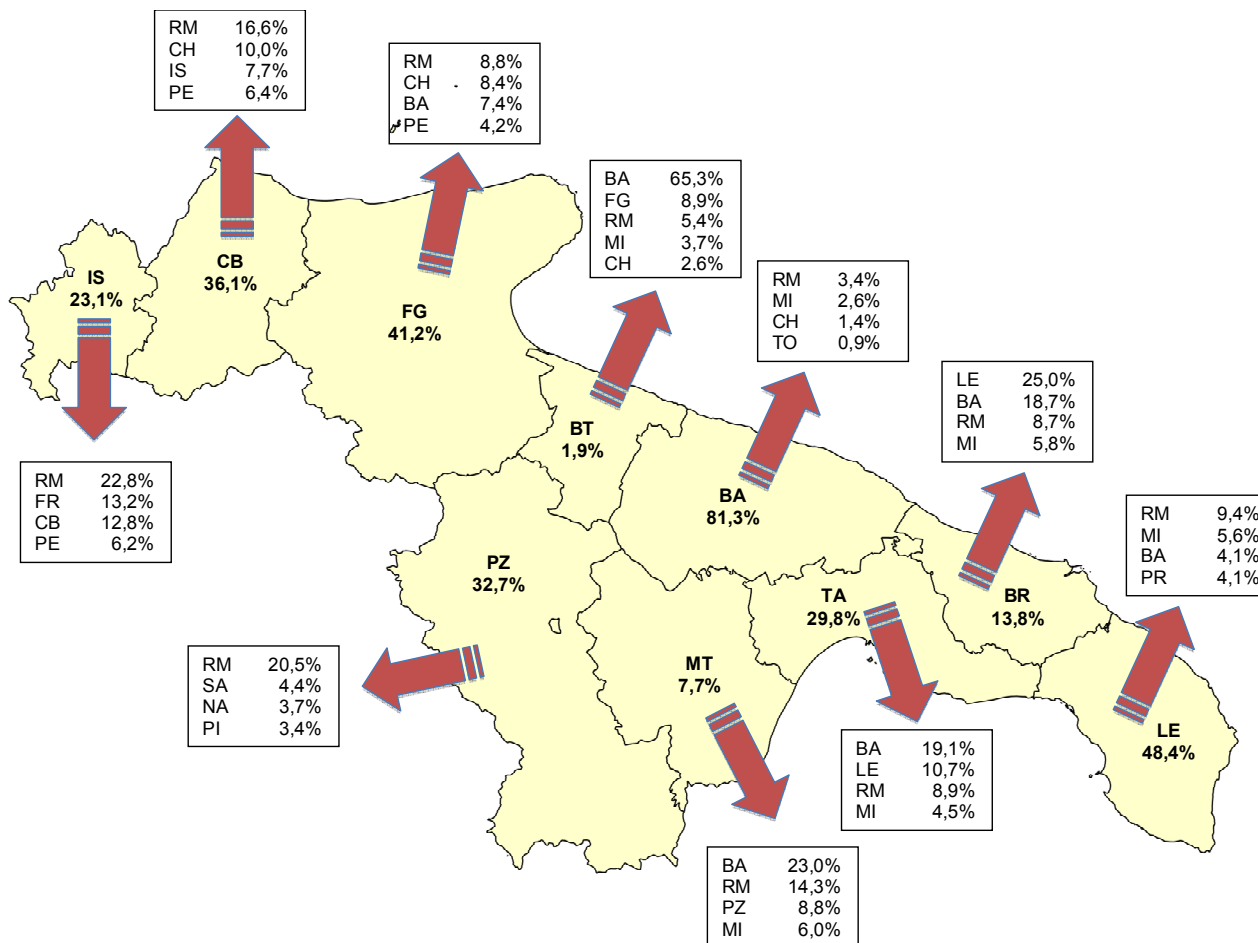 RM 16,6%
CH 10,0%
IS 7,7%
PE 6,4%
RM 8,8%
CH 8,4%
BA 7,4%
PE 4,2%
BA 65,3%
FG 8,9%
RM 5,4%
MI 3,7%
CH 2.6%
RM 3,4%
MI 2,6%
CH 1,4%
TO 0,9%
LE 25,0%
BA 18,7%
RM 8,7%
MI 5,8%
RM 9,4%
MI 5,6%
BA 4,1%
PR 4,1%
IS
23,1%
CB
36,1%
FG
41,2%
BT
1,9%
BA
81,3%
PZ
32,7%
MT
7,7%
TA
29,8%
BR
13,8%
LE
48,4%
RM 22,8%
FR 13,2%
CB 12,8%
PE 6,2%
RM 20,5%
SA 4,4%
NA 3,7%
PI 3,4%
BA 19,1%
LE 10,7%
RM 8,9%
MI 4,5%
BA 23,0%
RM 14,3%
PZ 8,8%
MI 6,0%